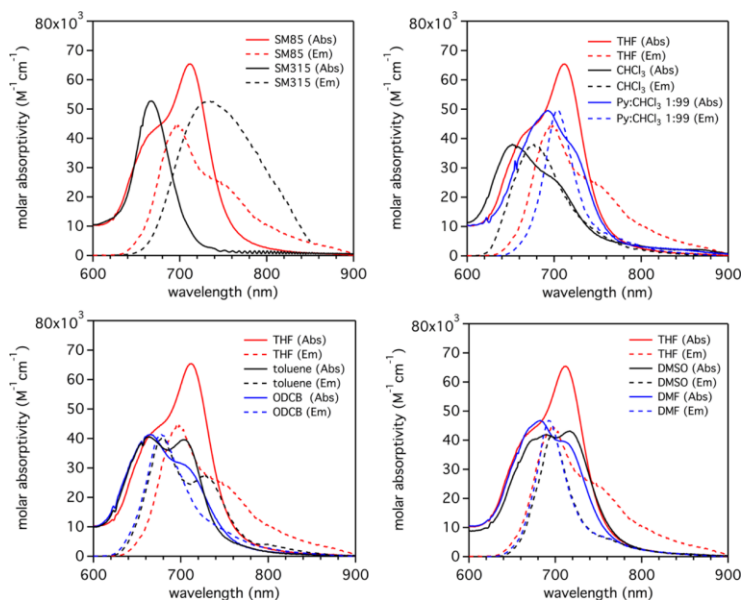 80x10³
70
60
50
40
30
20
10
0
molar absorptivity (M⁻¹ cm⁻¹)
SM85 (Abs)
SM85 (Em)
SM315 (Abs)
SM315 (Em)
600 700 800 900
wavelength (nm)
80x10³
70
60
50
40
30
20
10
0
molar absorptivity (M⁻¹ cm⁻¹)
THF (Abs)
THF (Em)
CHCl₃ (Abs)
CHCl₃ (Em)
Py:CHCl₃ 1:99 (Abs)
Py:CHCl₃ 1:99 (Em)
600 700 800 900
wavelength (nm)
80x10³
70
60
50
40
30
20
10
0
molar absorptivity (M⁻¹ cm⁻¹)
THF (Abs)
THF (Em)
toluene (Abs)
toluene (Em)
ODCB (Abs)
ODCB (Em)
600 700 800 900
wavelength (nm)
80x10³
70
60
50
40
30
20
10
0
molar absorptivity (M⁻¹ cm⁻¹)
THF (Abs)
THF (Em)
DMSO (Abs)
DMSO (Em)
DMF (Abs)
DMF (Em)
600 700 800 900
wavelength (nm)